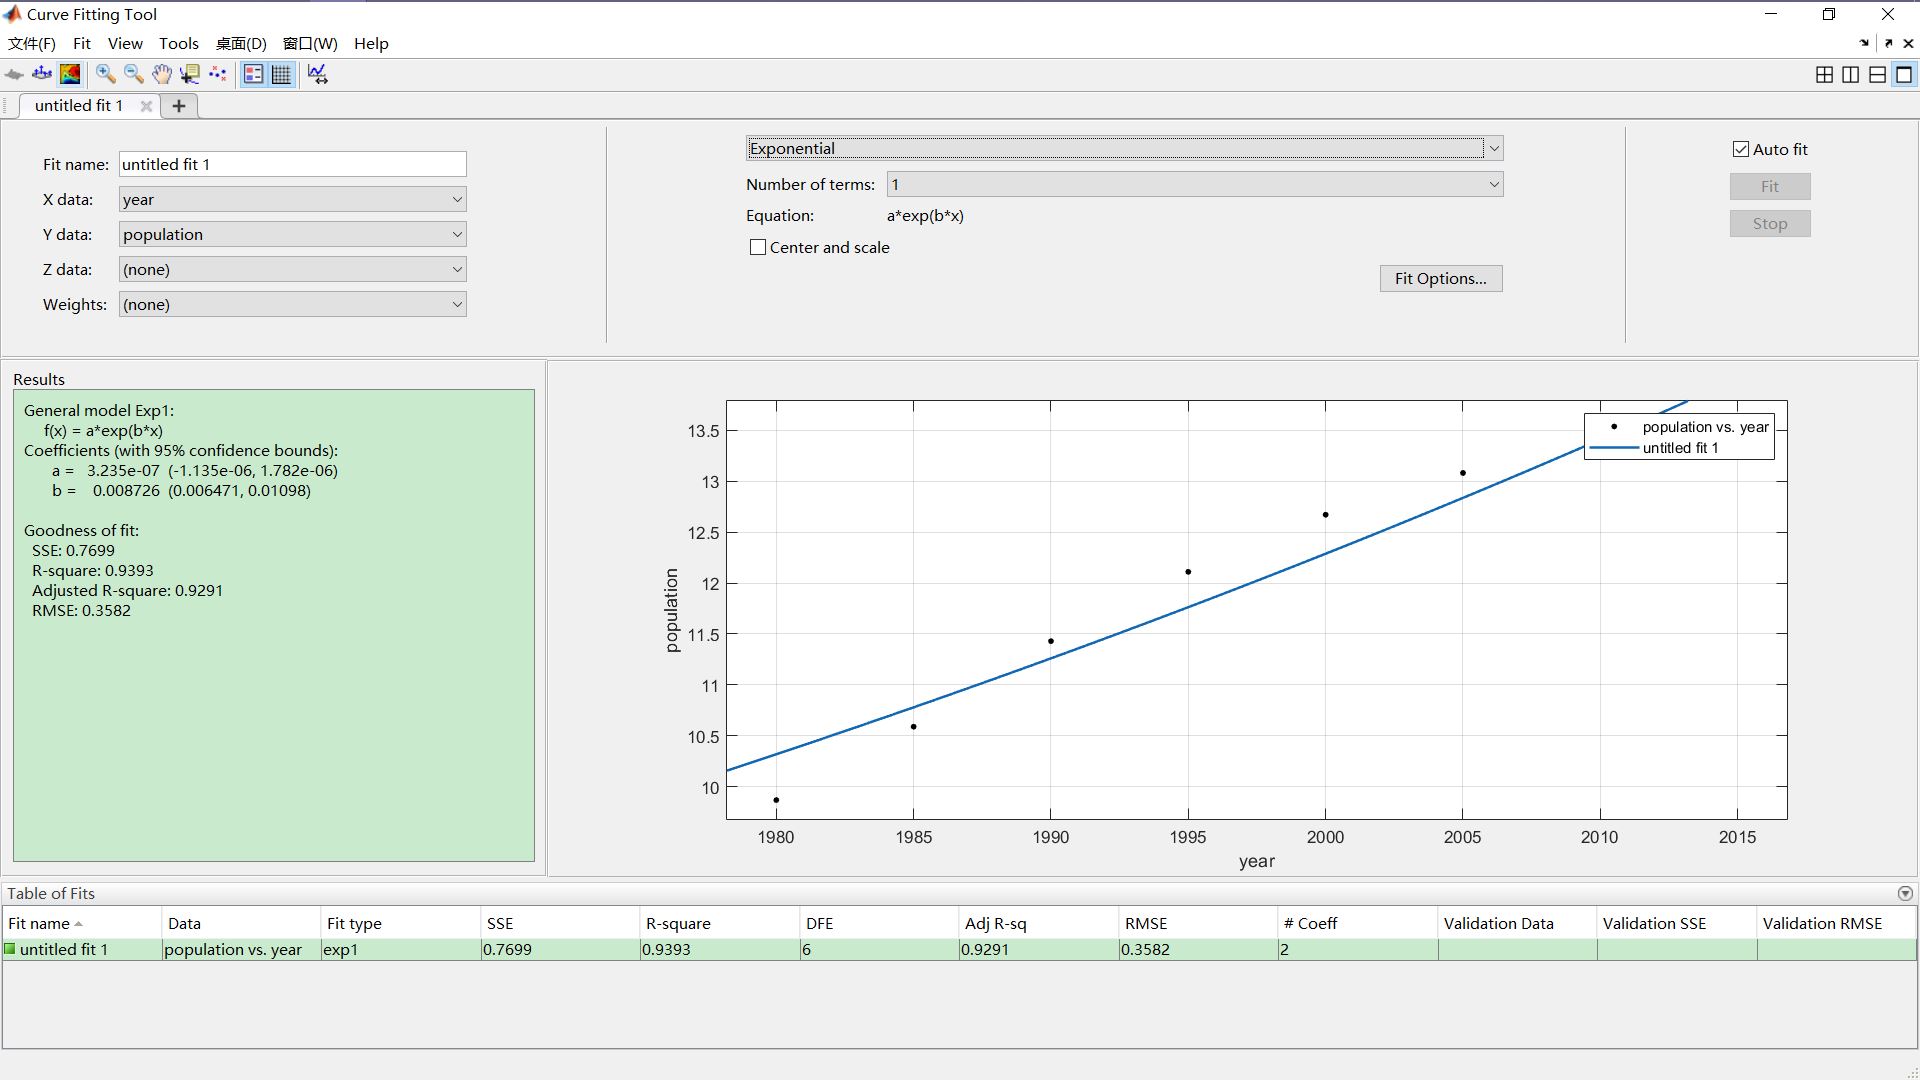 Curve Fitting Tool
文件(F) Fit View Tools 桌面(D) 窗口(W) Help
untitled fit 1
Fit name: untitled fit 1
X data: year
Y data: population
Z data: (none)
Weights: (none)
Exponential
Number of terms: 1
Equation: a*exp(b*x)
Center and scale
Fit Options...
Auto fit
Fit
Stop
Results
General model Exp1:
f(x) = a*exp(b*x)
Coefficients (with 95% confidence bounds):
a = 3.235e-07 (-1.135e-06, 1.782e-06)
b = 0.008726 (0.006471, 0.01098)
Goodness of fit:
SSE: 0.7699
R-square: 0.9393
Adjusted R-square: 0.9291
RMSE: 0.3582
population vs. year
untitled fit 1
13.5
13
12.5
12
11.5
11
10.5
10
population
1980 1985 1990 1995 2000 2005 2010 2015
year
Table of Fits
Fit name Data Fit type SSE R-square DFE Adj R-sq RMSE # Coeff Validation Data Validation SSE Validation RMSE
untitled fit 1 population vs. year exp1 0.7699 0.9393 6 0.9291 0.3582 2